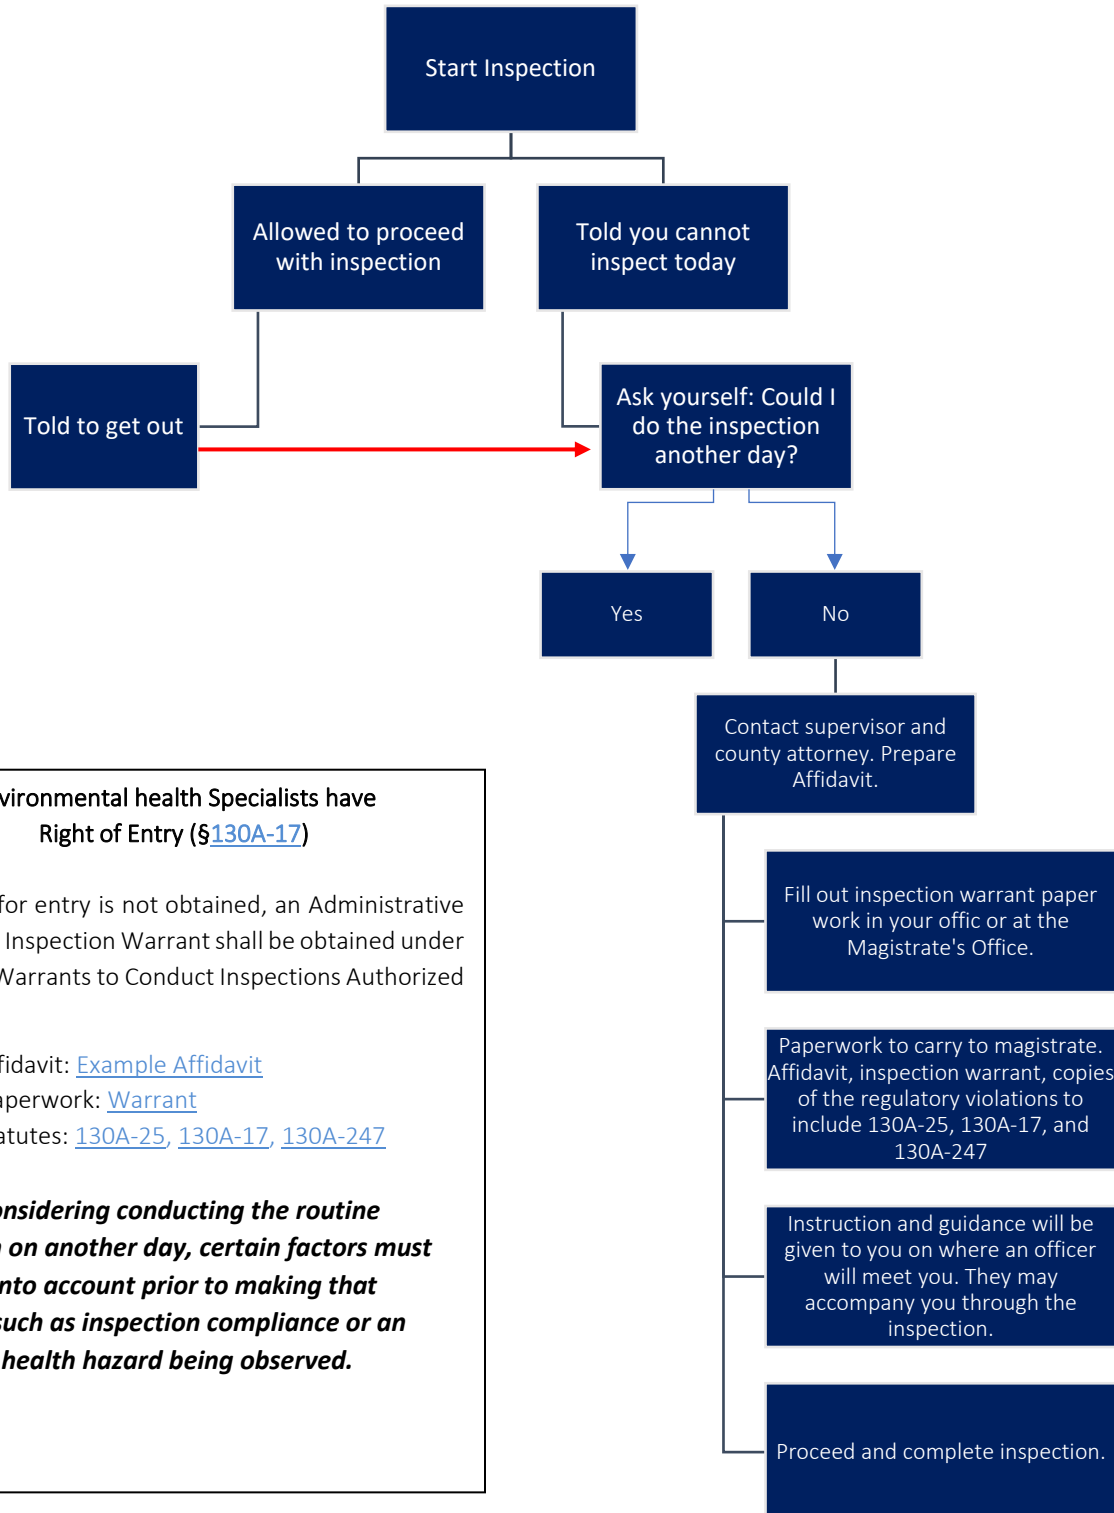 Start Inspection
Allowed to proceed
with inspection
Told you cannot
inspect today
Told to get out
Ask yourself: Could I
do the inspection
another day?
Yes
No
Contact supervisor and
county attorney. Prepare
Affidavit.
Fill out inspection warrant paper
work in your offic or at the
Magistrate's Office.
Paperwork to carry to magistrate.
Affidavit, inspection warrant, copies
of the regulatory violations to
include 130A-25, 130A-17, and
130A-247
Instruction and guidance will be
given to you on where an officer
will meet you. They may
accompany you through the
inspection.
Proceed and complete inspection.
vironmental health Specialists have
Right of Entry (§130A-17)
for entry is not obtained, an Administrative
Inspection Warrant shall be obtained under
Warrants to Conduct Inspections Authorized
fidavit: Example Affidavit
aperwork: Warrant
atutes: 130A-25, 130A-17, 130A-247
onsidering conducting the routine
n on another day, certain factors must
nto account prior to making that
such as inspection compliance or an
health hazard being observed.